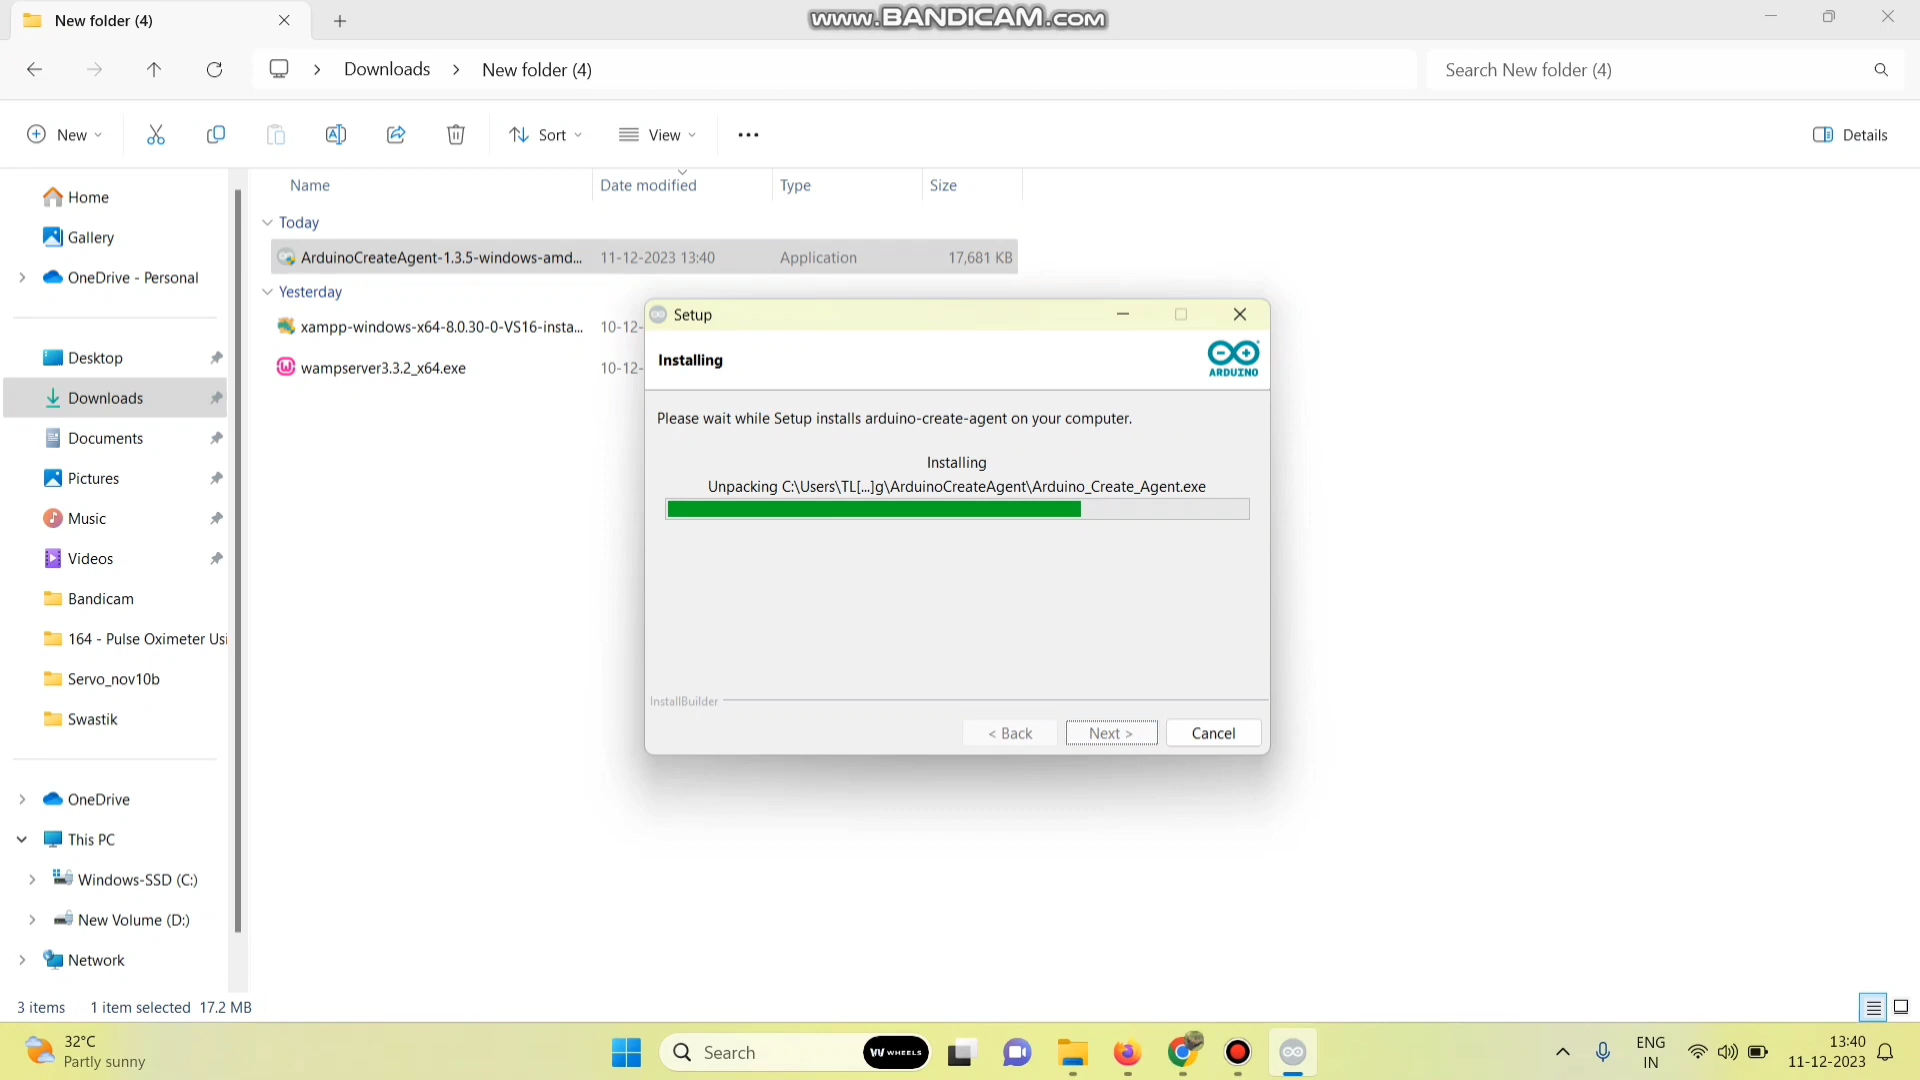 New folder (4)
www.BANDICAM.com
Downloads
New folder (4)
Search New folder (4)
New
Sort
View
Details
Home
Gallery
OneDrive - Personal
Desktop
Downloads
Documents
Pictures
Music
Videos
Bandicam
164 - Pulse Oximeter Usi
Servo_nov10b
Swastik
OneDrive
This PC
Windows-SSD (C:)
New Volume (D:)
Network
Name Date modified Type Size
Today
ArduinoCreateAgent-1.3.5-windows-amd... 11-12-2023 13:40 Application 17,681 KB
Yesterday
xampp-windows-x64-8.0.30-0-VS16-insta... 10-12-
wampserver3.3.2_x64.exe 10-12-
Setup
Installing
ARDUINO
Please wait while Setup installs arduino-create-agent on your computer.
Installing
Unpacking C:\Users\TL[...]g\ArduinoCreateAgent\Arduino_Create_Agent.exe
InstallBuilder
< Back Next > Cancel
3 items 1 item selected 17.2 MB
32°C
Partly sunny
Search
WHEELS
ENG
IN
13:40
11-12-2023